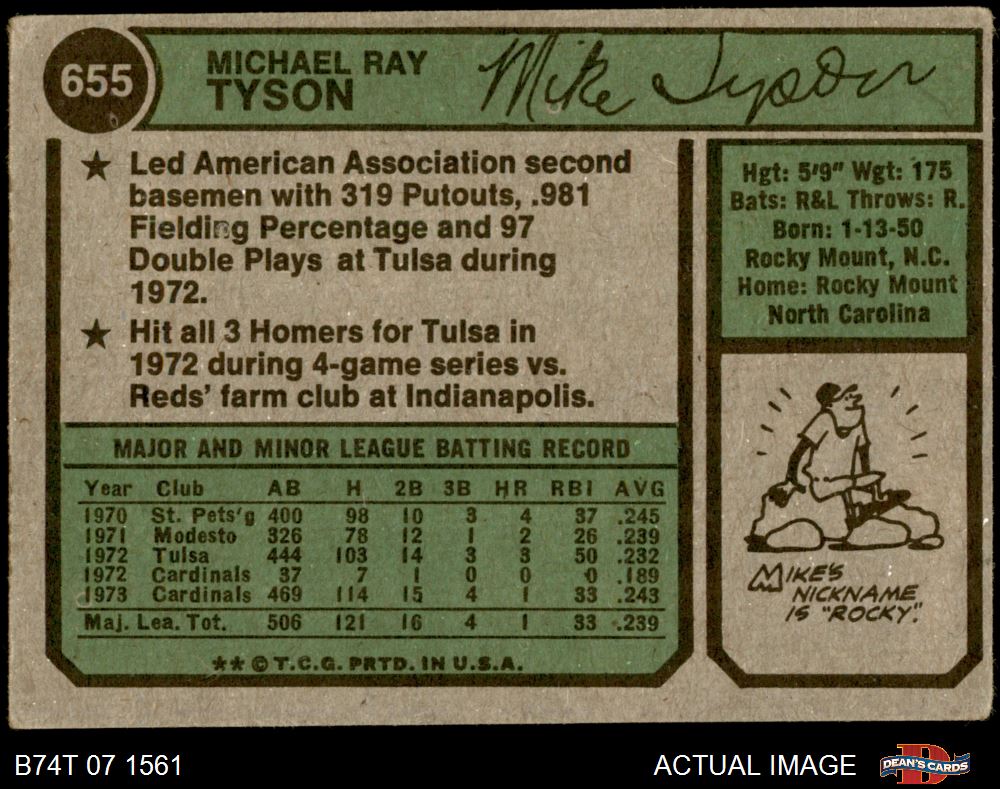 655
MICHAEL RAY
TYSON
Mike Tyson
★ Led American Association second
basemen with 319 Putouts, .981
Fielding Percentage and 97
Double Plays at Tulsa during
1972.
★ Hit all 3 Homers for Tulsa in
1972 during 4-game series vs.
Reds' farm club at Indianapolis.
Hgt: 5'9" Wgt: 175
Bats: R&L Throws: R.
Born: 1-13-50
Rocky Mount, N.C.
Home: Rocky Mount
North Carolina
MAJOR AND MINOR LEAGUE BATTING RECORD
Year Club AB H 2B 3B HR RBI AVG
1970 St. Pets'g 400 98 10 3 4 37 .245
1971 Modesto 326 78 12 1 2 26 .239
1972 Tulsa 444 103 14 3 3 50 .232
1972 Cardinals 37 7 1 0 0 0 .189
1973 Cardinals 469 114 15 4 1 33 .243
Maj. Lea. Tot. 506 121 16 4 1 33 .239
★★ © T.C.G. PRTD. IN U.S.A.
MIKE'S
NICKNAME
IS "ROCKY".
B74T 07 1561
ACTUAL IMAGE
D
DEAN'S CARDS